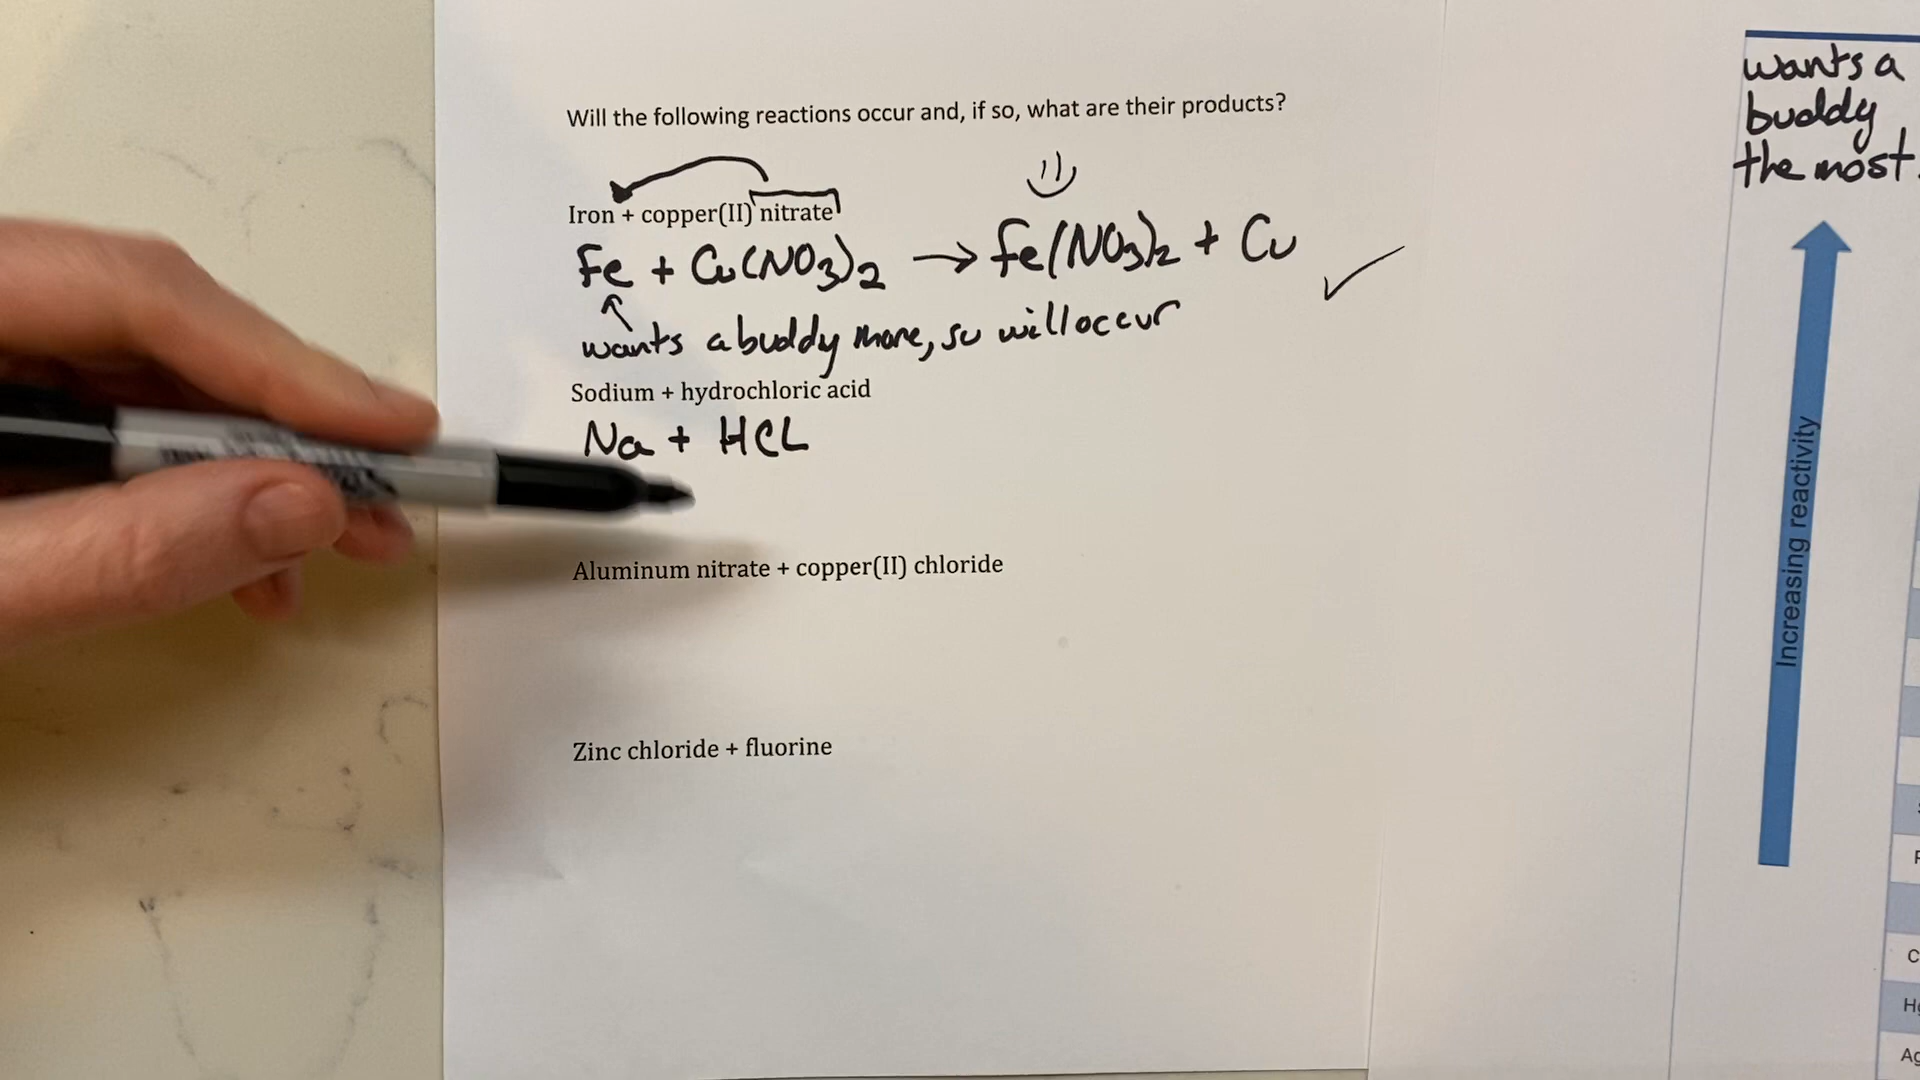 Will the following reactions occur and, if so, what are their products?
Iron + copper(II) nitrate
Fe + Cu(NO3)2 → Fe(NO3)2 + Cu
wants a buddy more, so will occur
Sodium + hydrochloric acid
Na + HCl
Aluminum nitrate + copper(II) chloride
Zinc chloride + fluorine
wants a
buddy
the most
Increasing reactivity
Ag